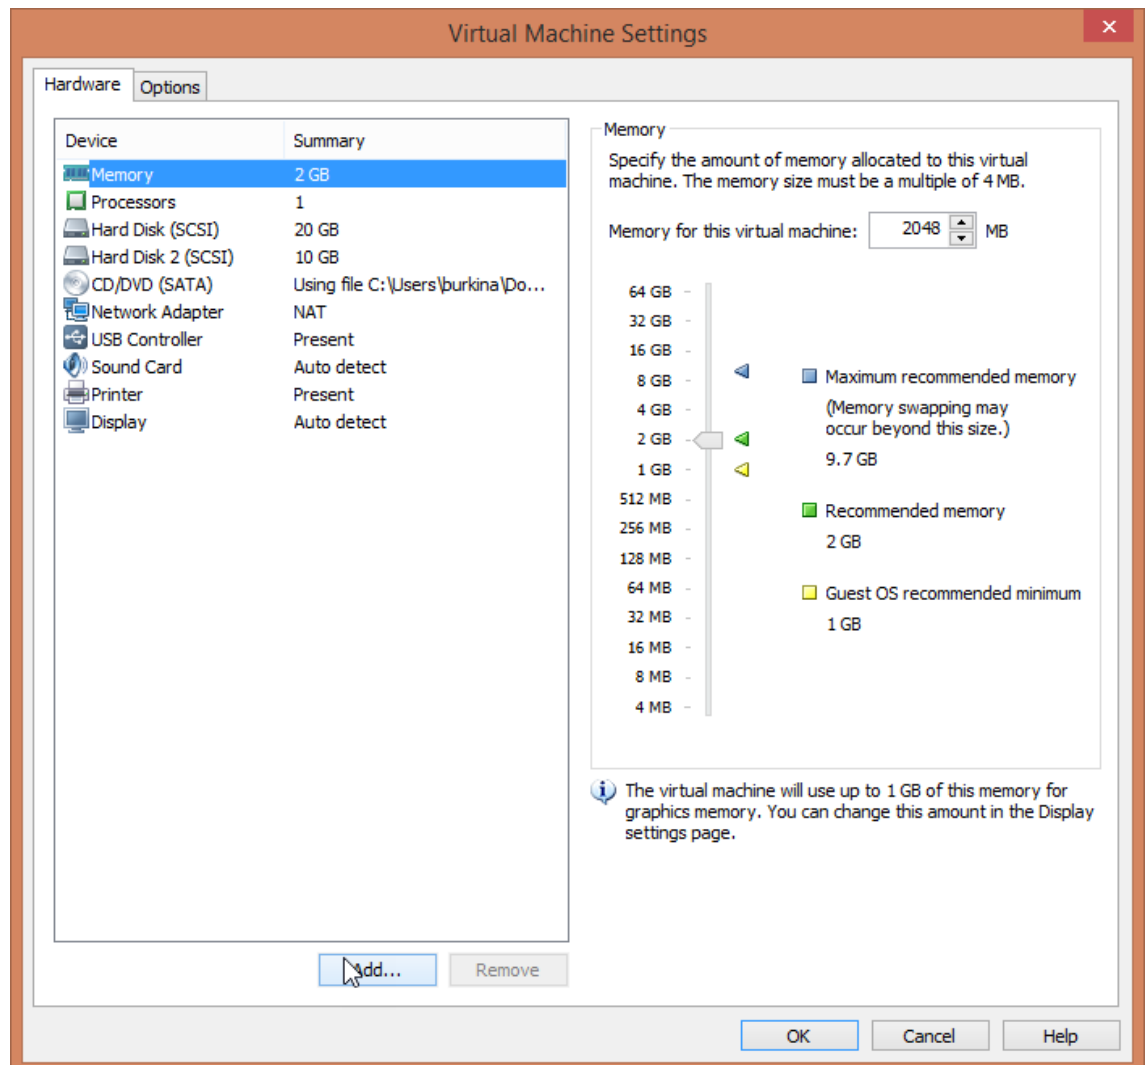 Virtual Machine Settings
Hardware Options
Device Summary
Memory 2 GB
Processors 1
Hard Disk (SCSI) 20 GB
Hard Disk 2 (SCSI) 10 GB
CD/DVD (SATA) Using file C:\Users\burkina\Do...
Network Adapter NAT
USB Controller Present
Sound Card Auto detect
Printer Present
Display Auto detect
Add... Remove
Memory
Specify the amount of memory allocated to this virtual
machine. The memory size must be a multiple of 4 MB.
Memory for this virtual machine: 2048 MB
64 GB
32 GB
16 GB
8 GB
4 GB
2 GB
1 GB
512 MB
256 MB
128 MB
64 MB
32 MB
16 MB
8 MB
4 MB
Maximum recommended memory
(Memory swapping may
occur beyond this size.)
9.7 GB
Recommended memory
2 GB
Guest OS recommended minimum
1 GB
The virtual machine will use up to 1 GB of this memory for
graphics memory. You can change this amount in the Display
settings page.
OK Cancel Help